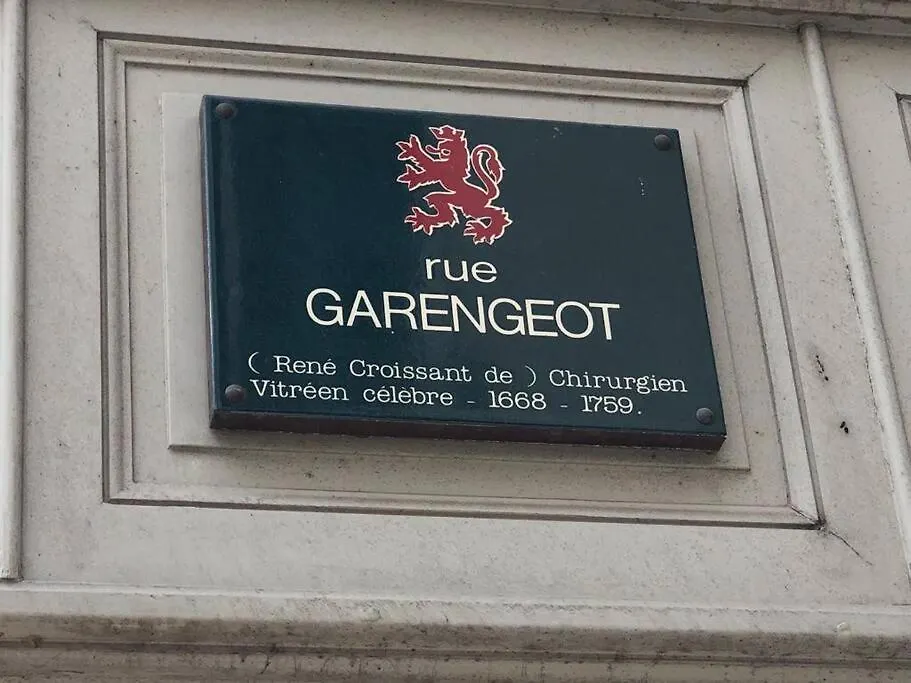 rue
GARENGEOT
( René Croissant de ) Chirurgien
Vitréen célèbre - 1668 - 1759.